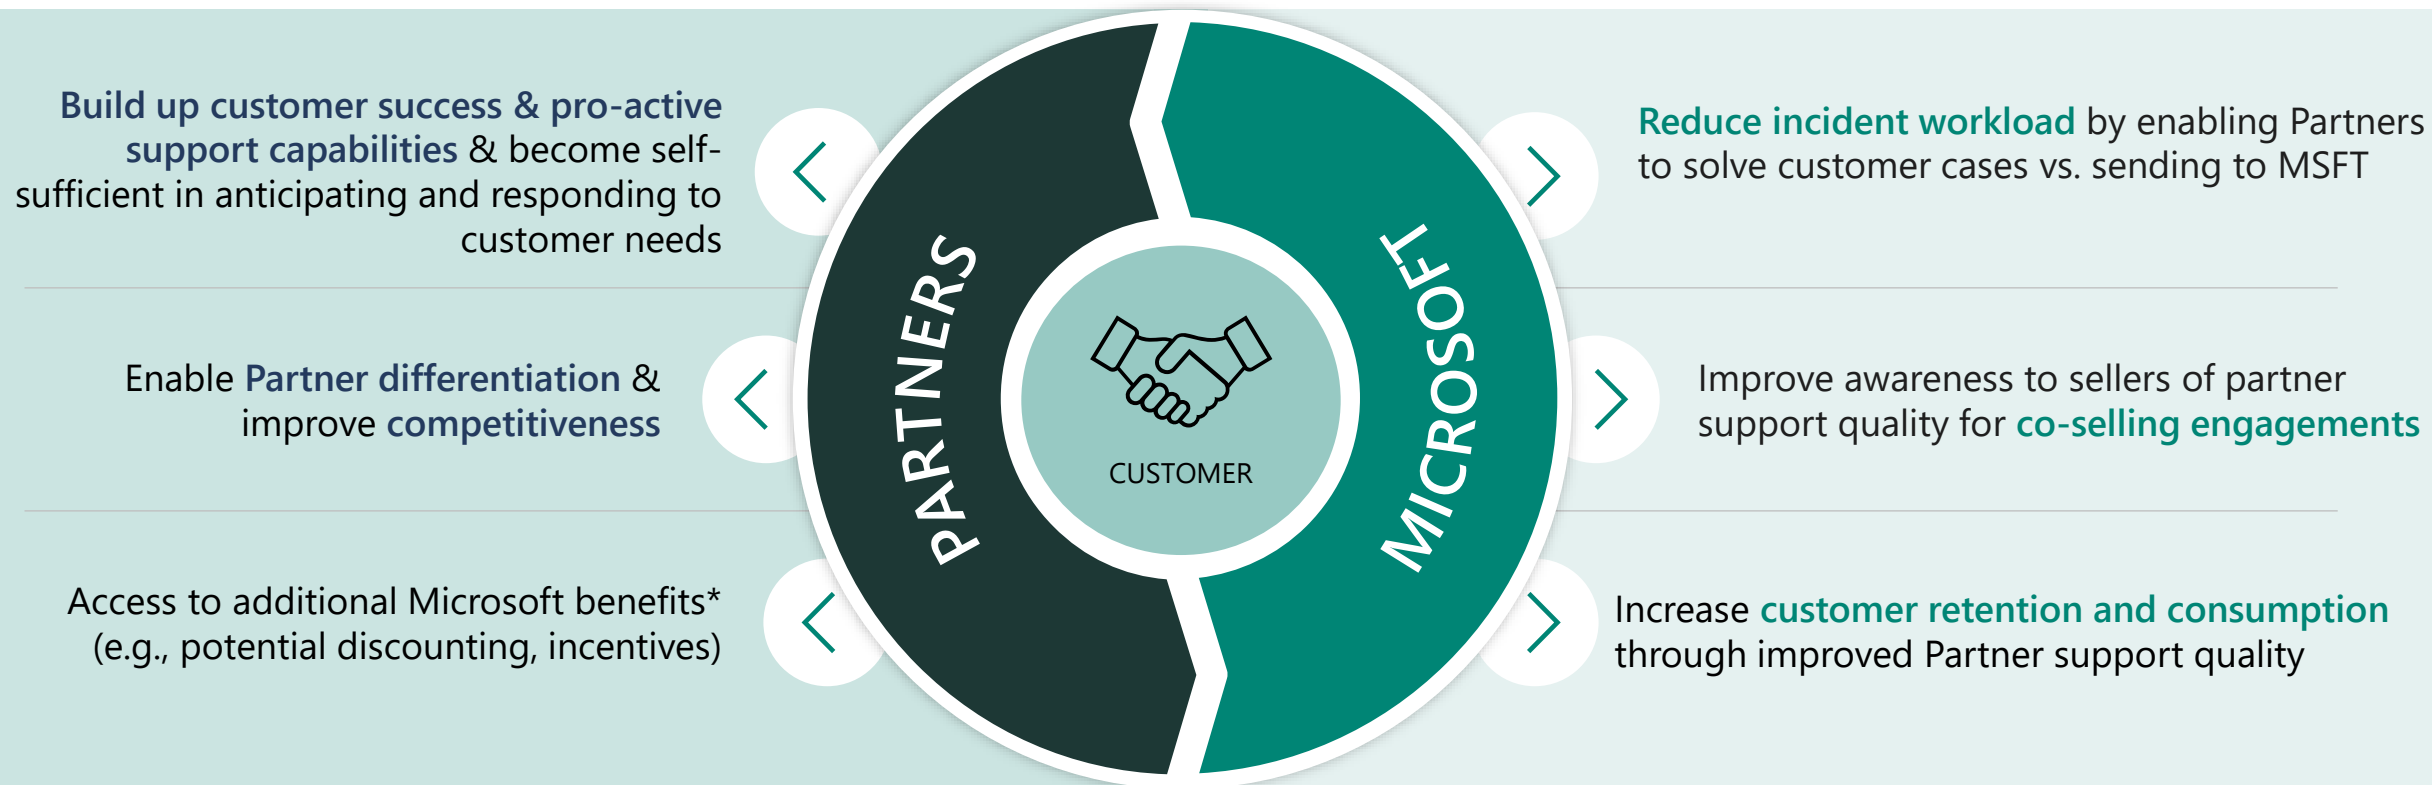 Build up customer success & pro-active
support capabilities & become self-
sufficient in anticipating and responding to
customer needs
Enable Partner differentiation &
improve competitiveness
Access to additional Microsoft benefits*
(e.g., potential discounting, incentives)
PARTNERS
CUSTOMER
MICROSOFT
Reduce incident workload by enabling Partners
to solve customer cases vs. sending to MSFT
Improve awareness to sellers of partner
support quality for co-selling engagements
Increase customer retention and consumption
through improved Partner support quality